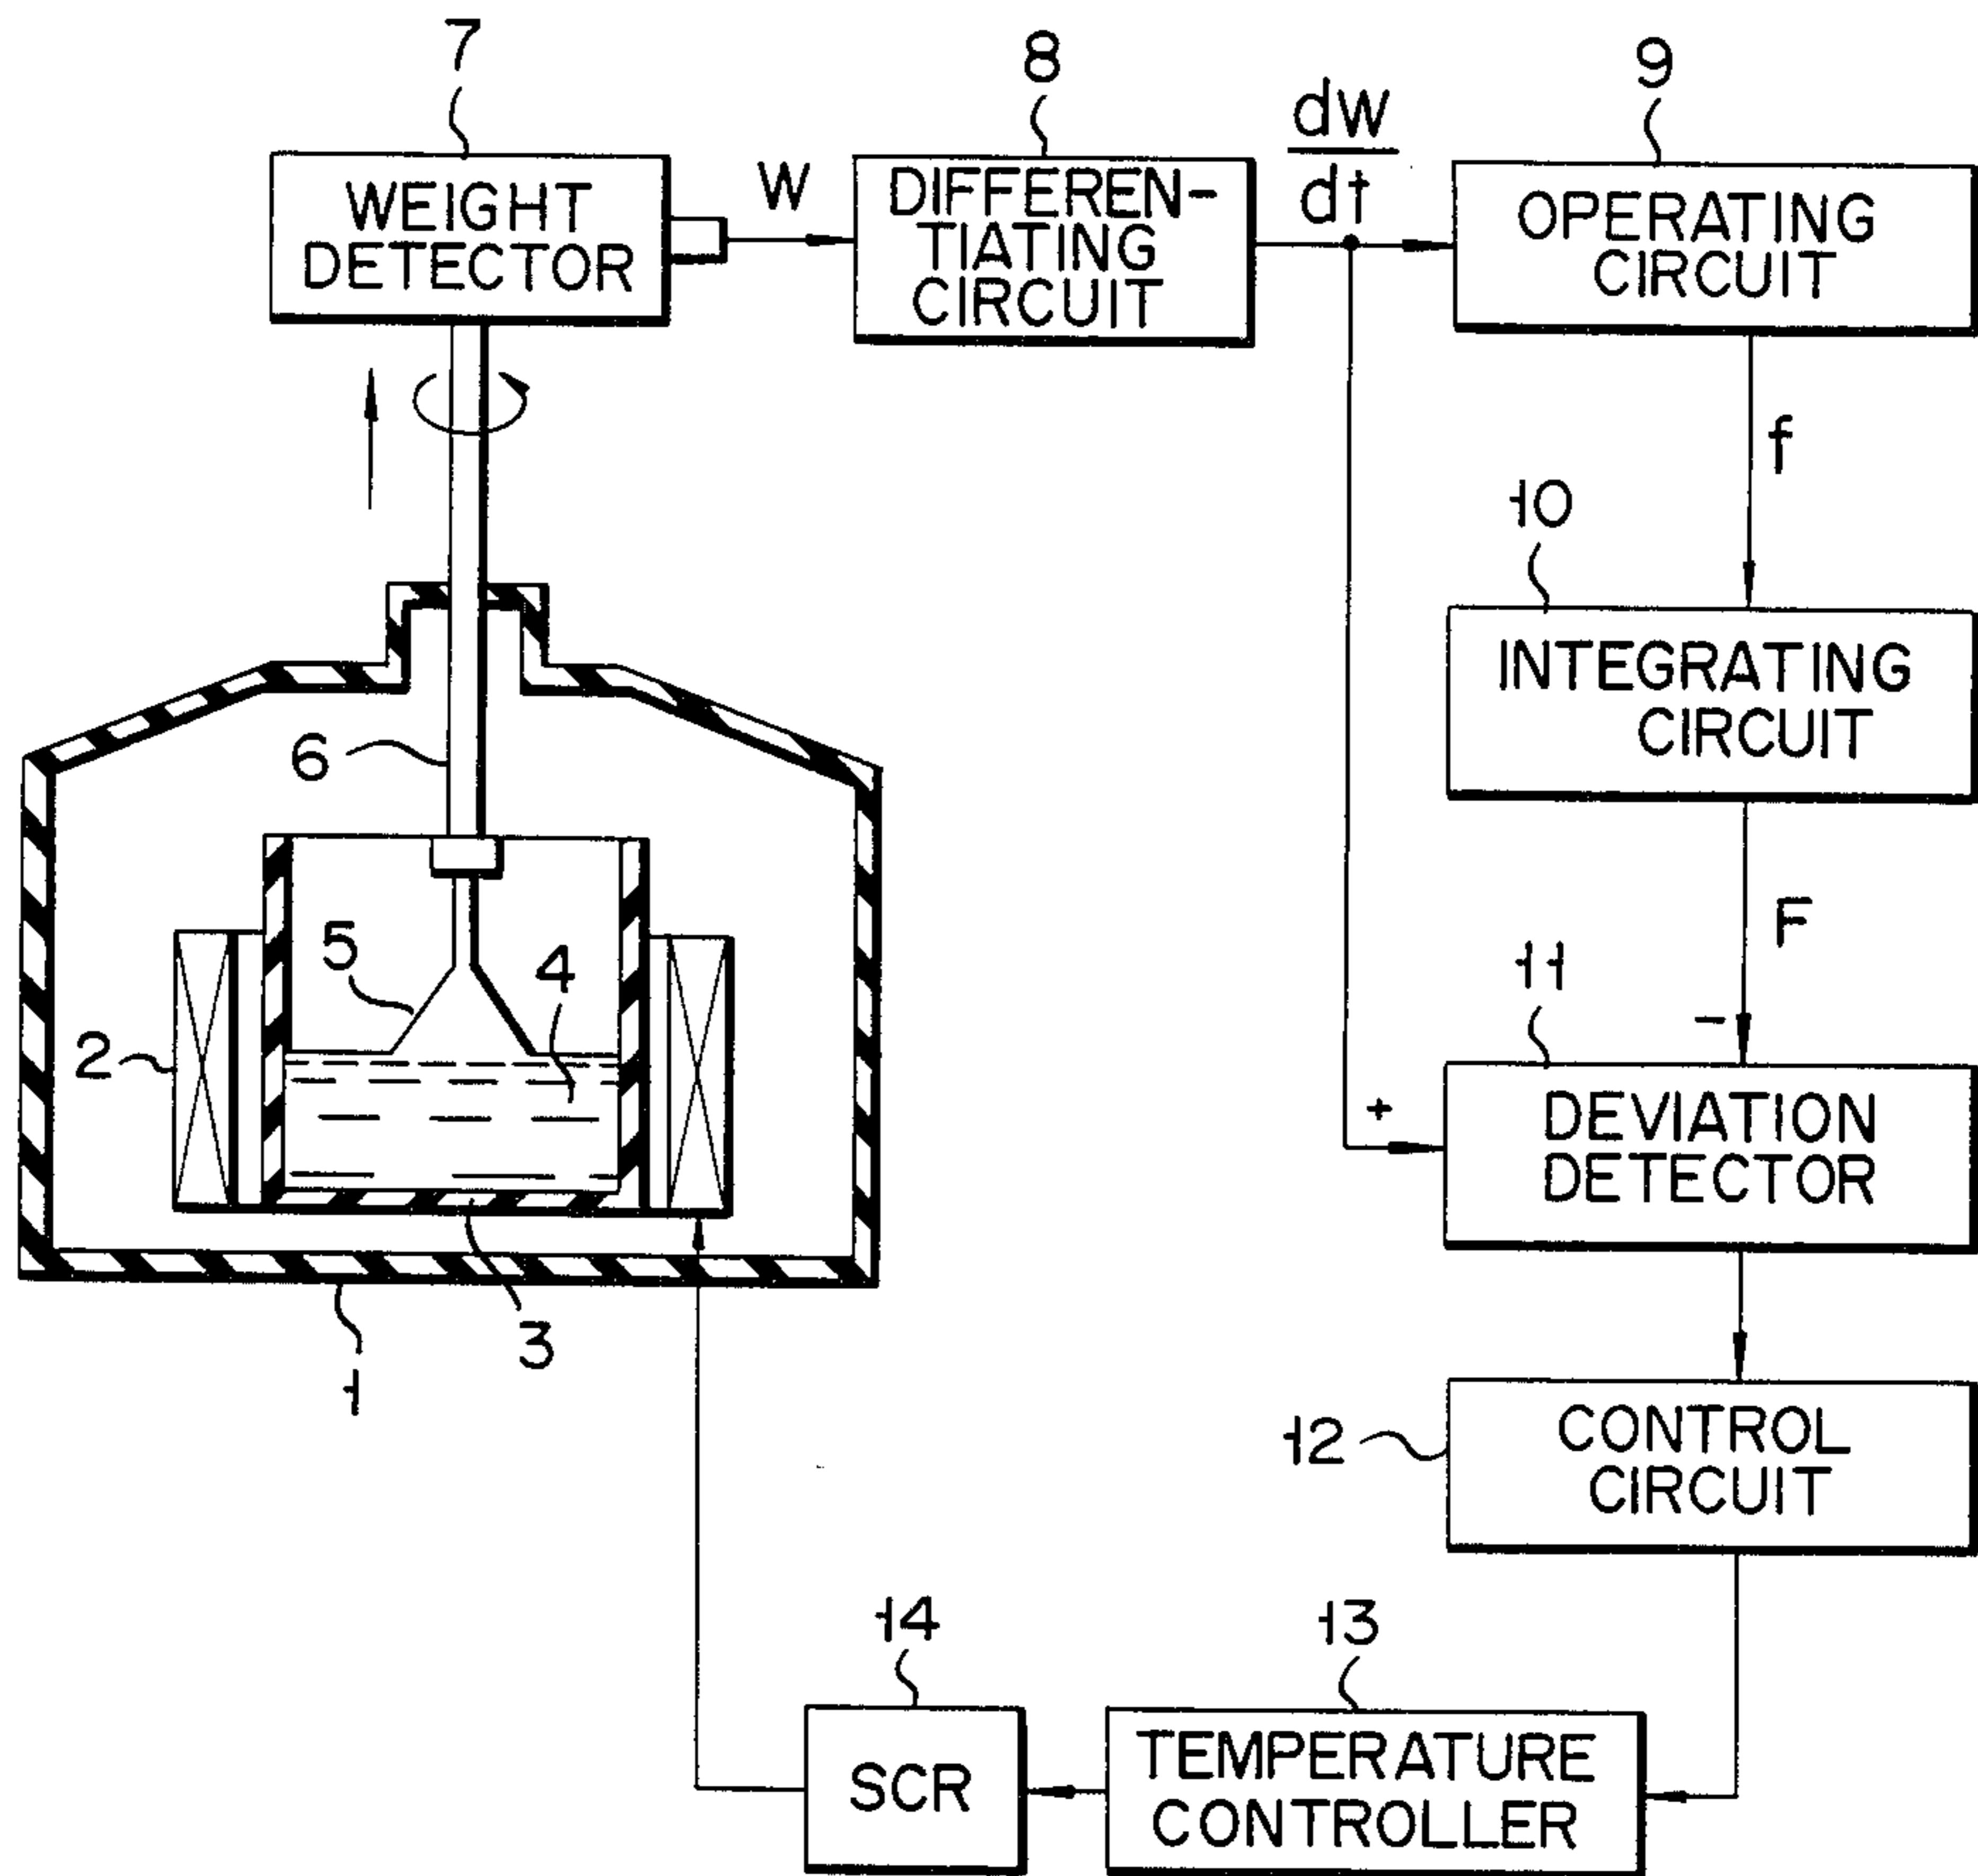 7
8
9
WEIGHT
DETECTOR
W
DIFFEREN-
TIATING
CIRCUIT
dW
dt
OPERATING
CIRCUIT
f
10
INTEGRATING
CIRCUIT
6
F
5
4
11
-
2
+
DEVIATION
DETECTOR
3
1
12
CONTROL
CIRCUIT
14
13
SCR
TEMPERATURE
CONTROLLER